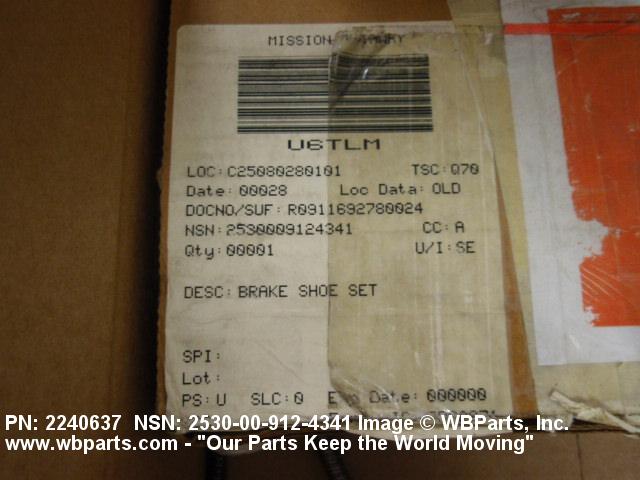 MISSION
U6TLM
LOC:C25080280101 TSC:Q70
Date:00028 Loc Data:OLD
DOCNO/SUF:R0911692780024
NSN:2530009124341 CC:A
Qty:00001 U/I:SE
DESC:BRAKE SHOE SET
SPI:
Lot:
PS:U SLC:0 Date:000000
PN: 2240637 NSN: 2530-00-912-4341 Image © WBParts, Inc.
www.wbparts.com - "Our Parts Keep the World Moving"